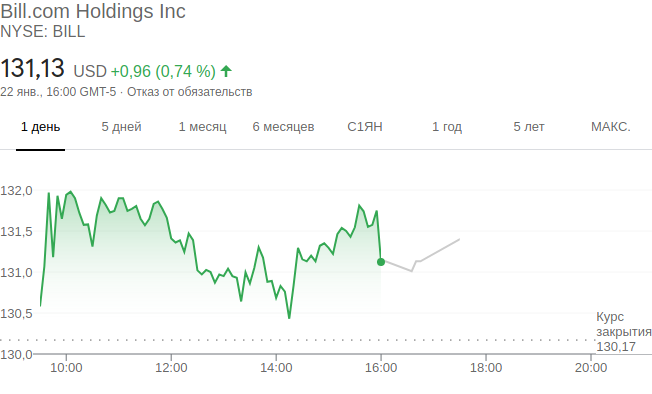 Bill.com Holdings Inc
NYSE: BILL
131,13 USD +0,96 (0,74 %)
22 янв., 16:00 GMT-5 · Отказ от обязательств
1 день 5 дней 1 месяц 6 месяцев С1ЯН 1 год 5 лет МАКС.
132,0
131,5
131,0
130,5
Курс
закрытия
130,17
130,0
10:00 12:00 14:00 16:00 18:00 20:00